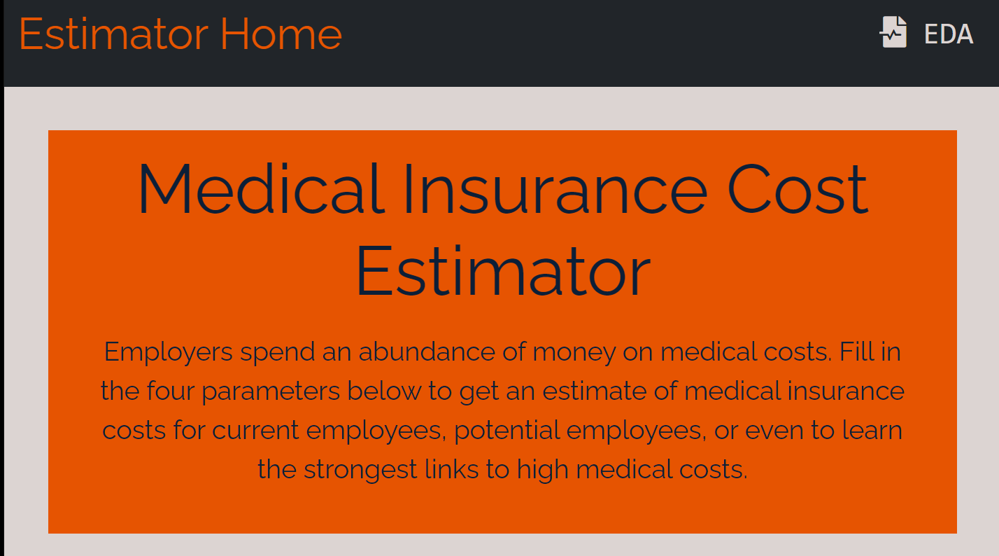 Estimator Home
EDA
Medical Insurance Cost
Estimator
Employers spend an abundance of money on medical costs. Fill in
the four parameters below to get an estimate of medical insurance
costs for current employees, potential employees, or even to learn
the strongest links to high medical costs.